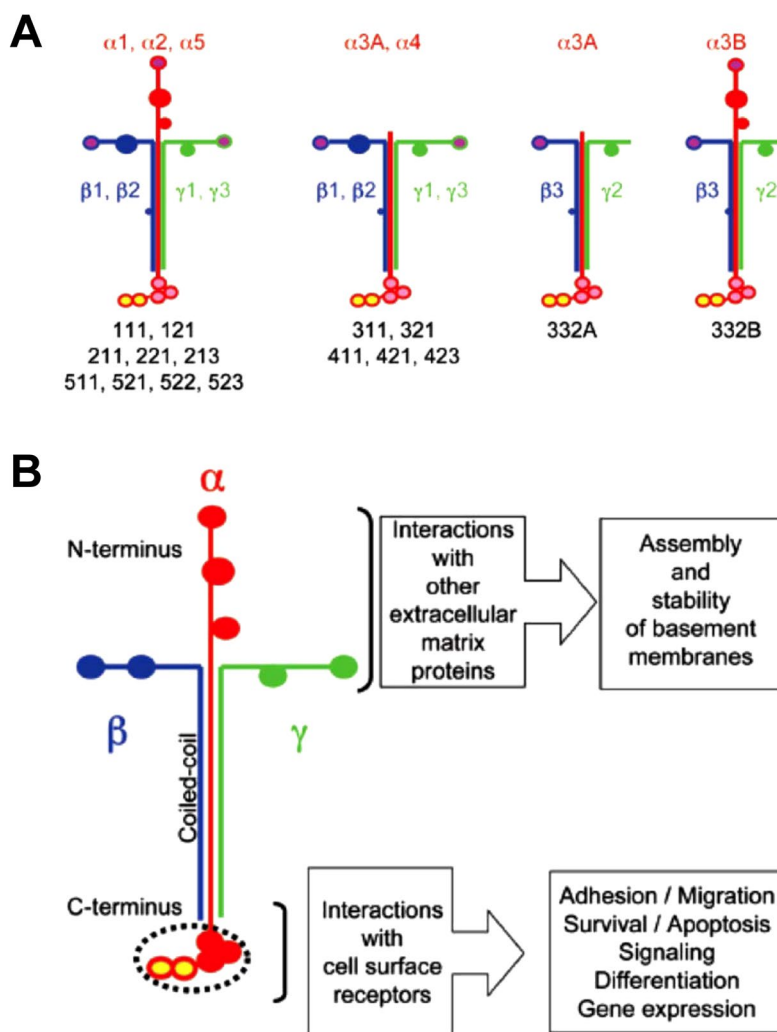 A
α1, α2, α5
α3A, α4
α3A
α3B
β1, β2
γ1, γ3
β1, β2
γ1, γ3
β3
γ2
β3
γ2
111, 121
211, 221, 213
511, 521, 522, 523
311, 321
411, 421, 423
332A
332B
B
α
N-terminus
β
γ
Coiled-coil
C-terminus
Interactions
with
other
extracellular
matrix
proteins
Assembly
and
stability
of basement
membranes
Interactions
with
cell surface
receptors
Adhesion / Migration
Survival / Apoptosis
Signaling
Differentiation
Gene expression